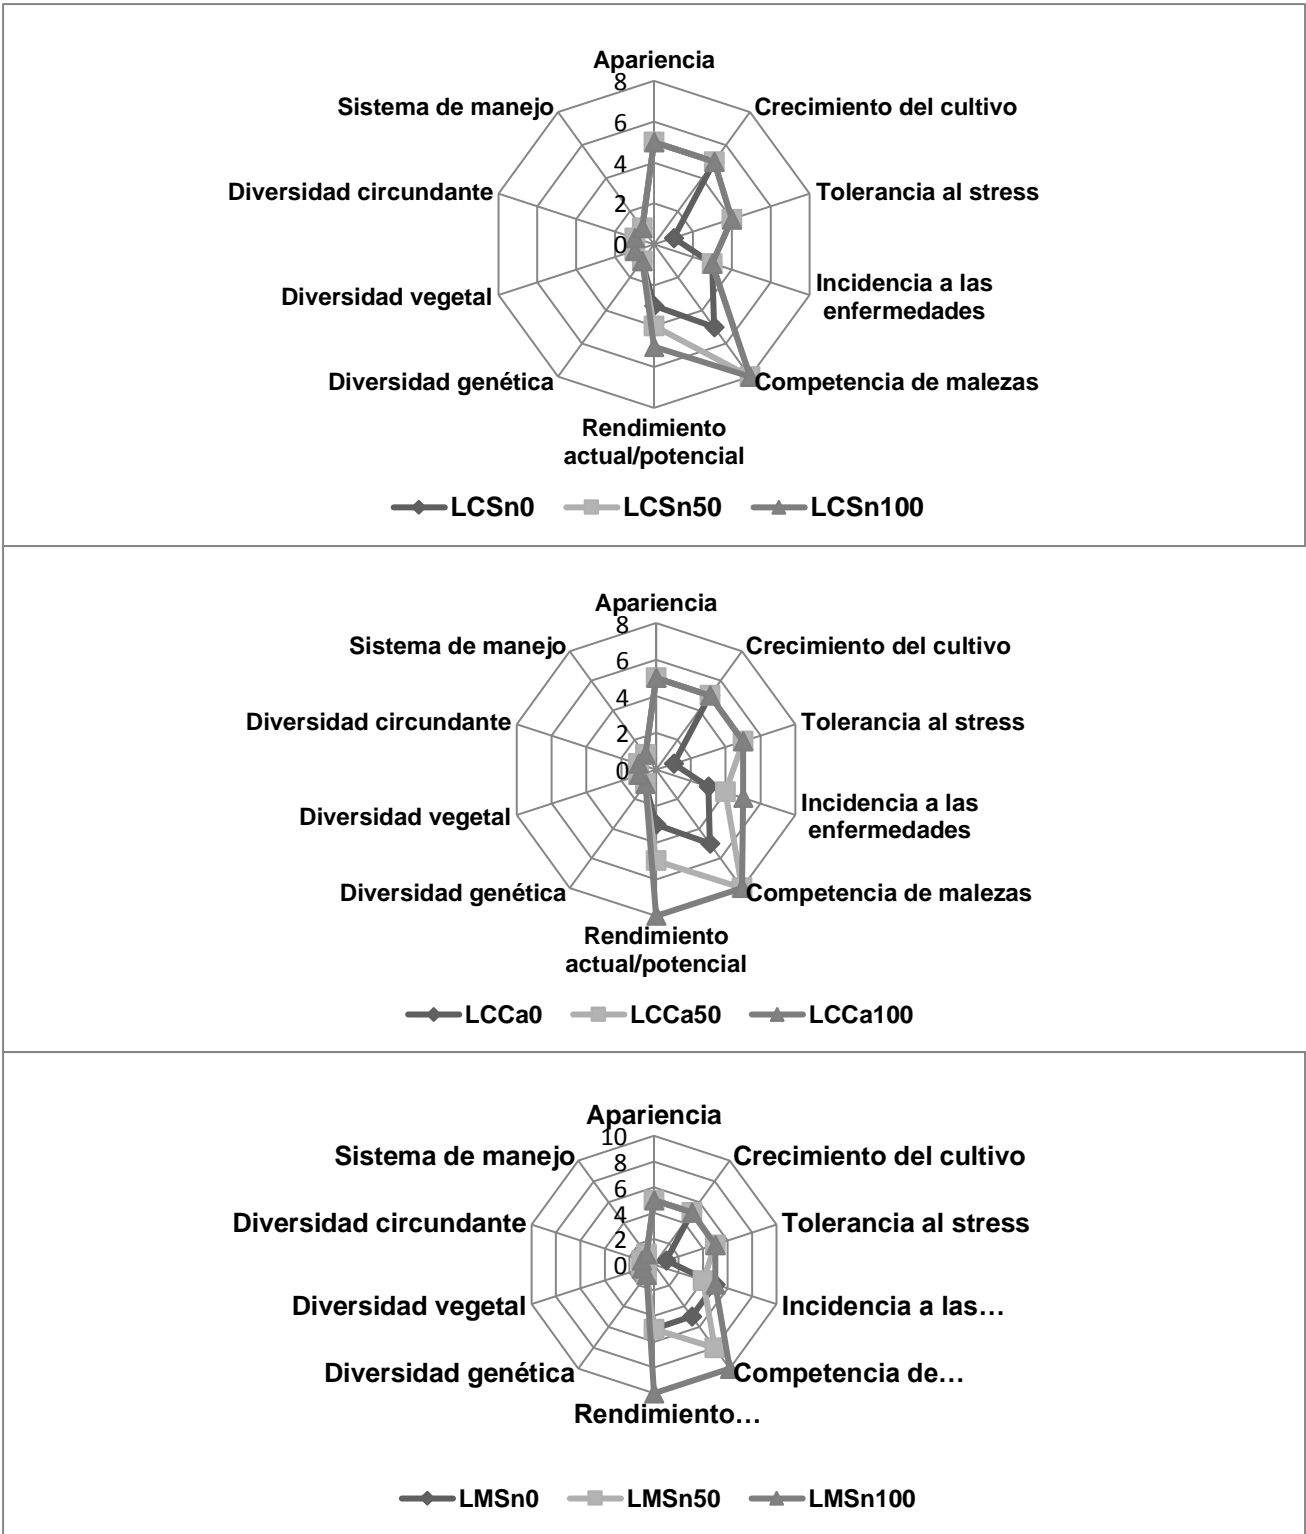 Apariencia
8
Sistema de manejo
Crecimiento del cultivo
6
4
Diversidad circundante
Tolerancia al stress
2
0
Diversidad vegetal
Incidencia a las
enfermedades
Diversidad genética
Competencia de malezas
Rendimiento
actual/potencial
LCSn0 LCSn50 LCSn100
Apariencia
8
Sistema de manejo
Crecimiento del cultivo
6
4
Diversidad circundante
Tolerancia al stress
2
0
Diversidad vegetal
Incidencia a las
enfermedades
Diversidad genética
Competencia de malezas
Rendimiento
actual/potencial
LCCa0 LCCa50 LCCa100
Apariencia
10
Sistema de manejo
Crecimiento del cultivo
8
6
Diversidad circundante
Tolerancia al stress
4
2
0
Diversidad vegetal
Incidencia a las…
Diversidad genética
Competencia de…
Rendimiento…
LMSn0 LMSn50 LMSn100